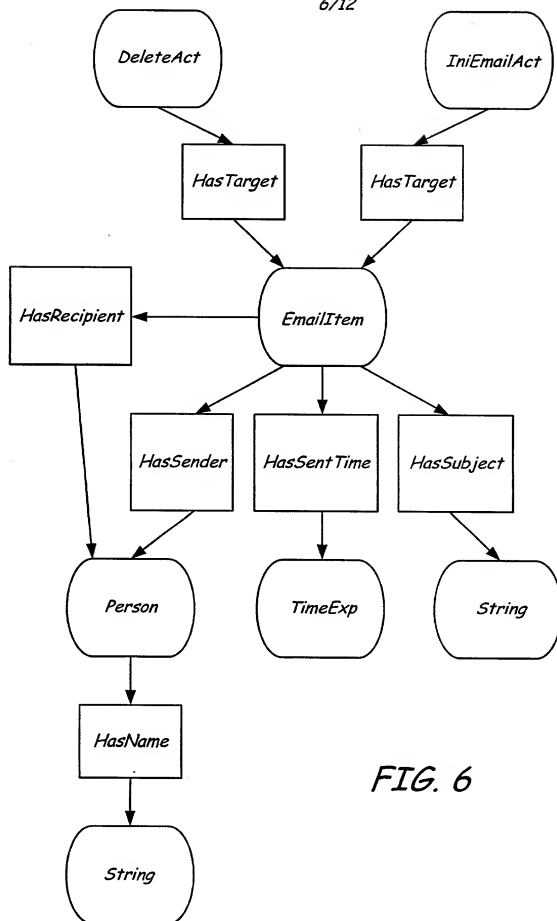 6/12
DeleteAct
IniEmailAct
HasTarget
HasTarget
HasRecipient
EmailItem
HasSender
HasSentTime
HasSubject
Person
TimeExp
String
HasName
FIG. 6
String